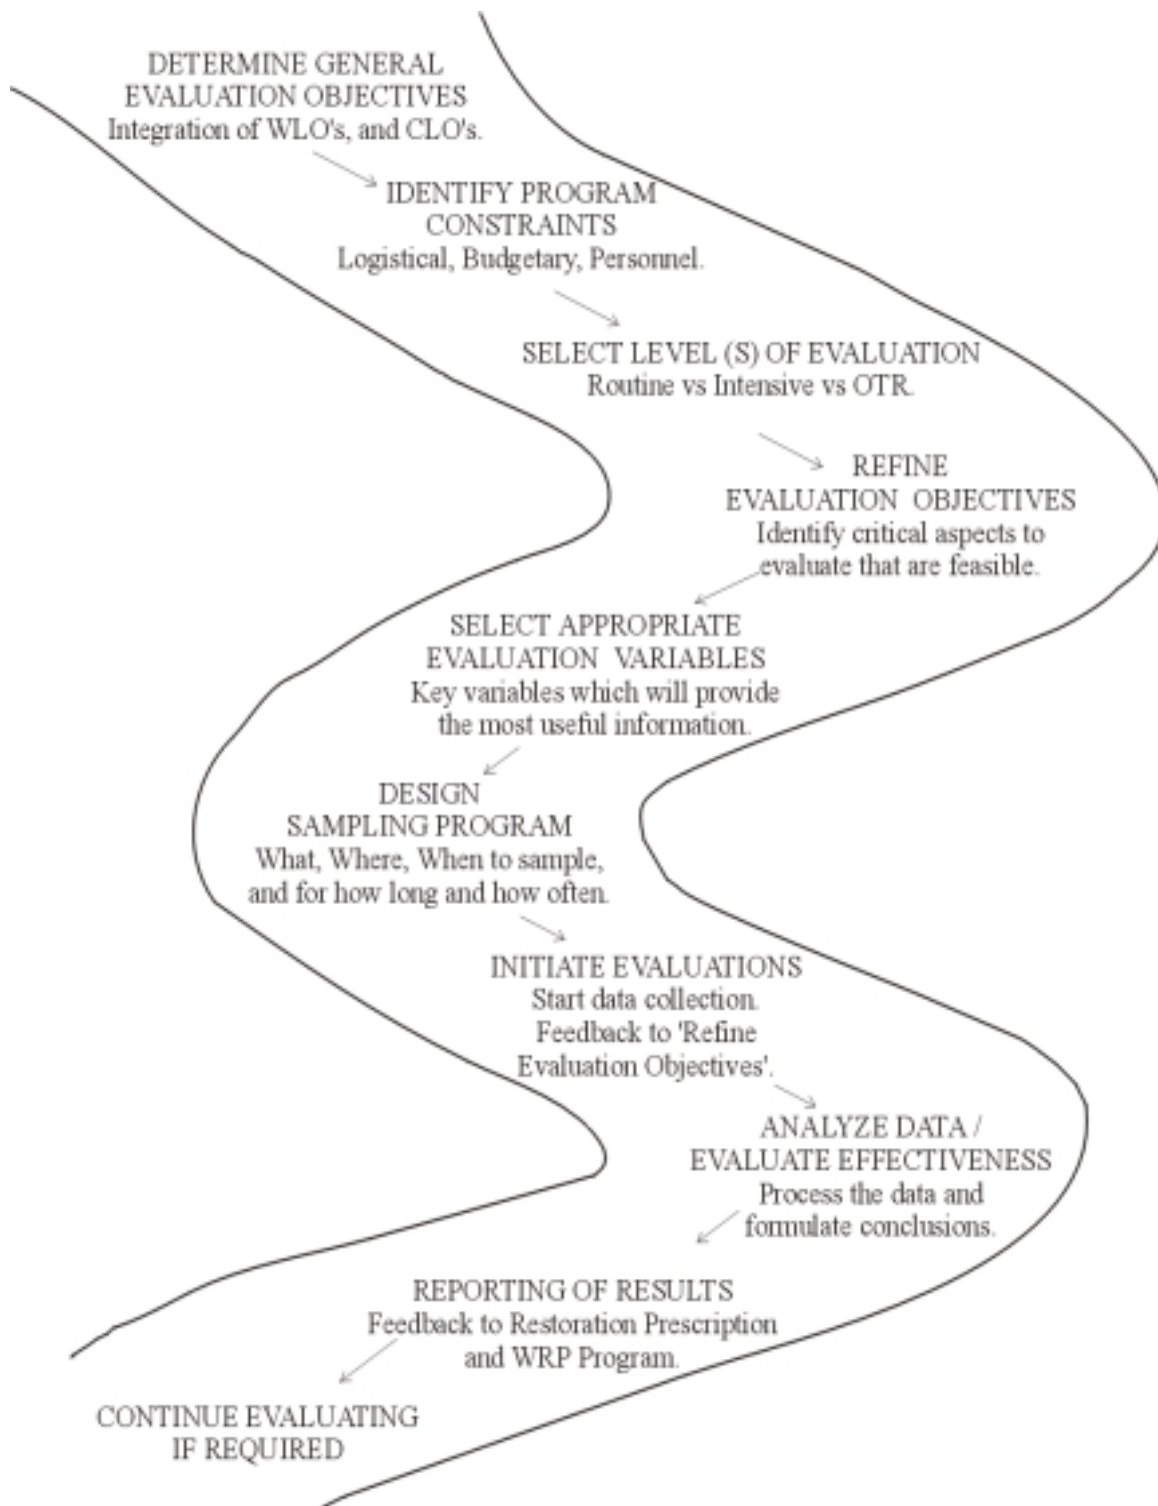 DETERMINE GENERAL
EVALUATION OBJECTIVES
Integration of WLO's, and CLO's.
IDENTIFY PROGRAM
CONSTRAINTS
Logistical, Budgetary, Personnel.
SELECT LEVEL (S) OF EVALUATION
Routine vs Intensive vs OTR.
REFINE
EVALUATION OBJECTIVES
Identify critical aspects to
evaluate that are feasible.
SELECT APPROPRIATE
EVALUATION VARIABLES
Key variables which will provide
the most useful information.
DESIGN
SAMPLING PROGRAM
What, Where, When to sample,
and for how long and how often.
INITIATE EVALUATIONS
Start data collection.
Feedback to 'Refine
Evaluation Objectives'.
ANALYZE DATA /
EVALUATE EFFECTIVENESS
Process the data and
formulate conclusions.
REPORTING OF RESULTS
Feedback to Restoration Prescription
and WRP Program.
CONTINUE EVALUATING
IF REQUIRED